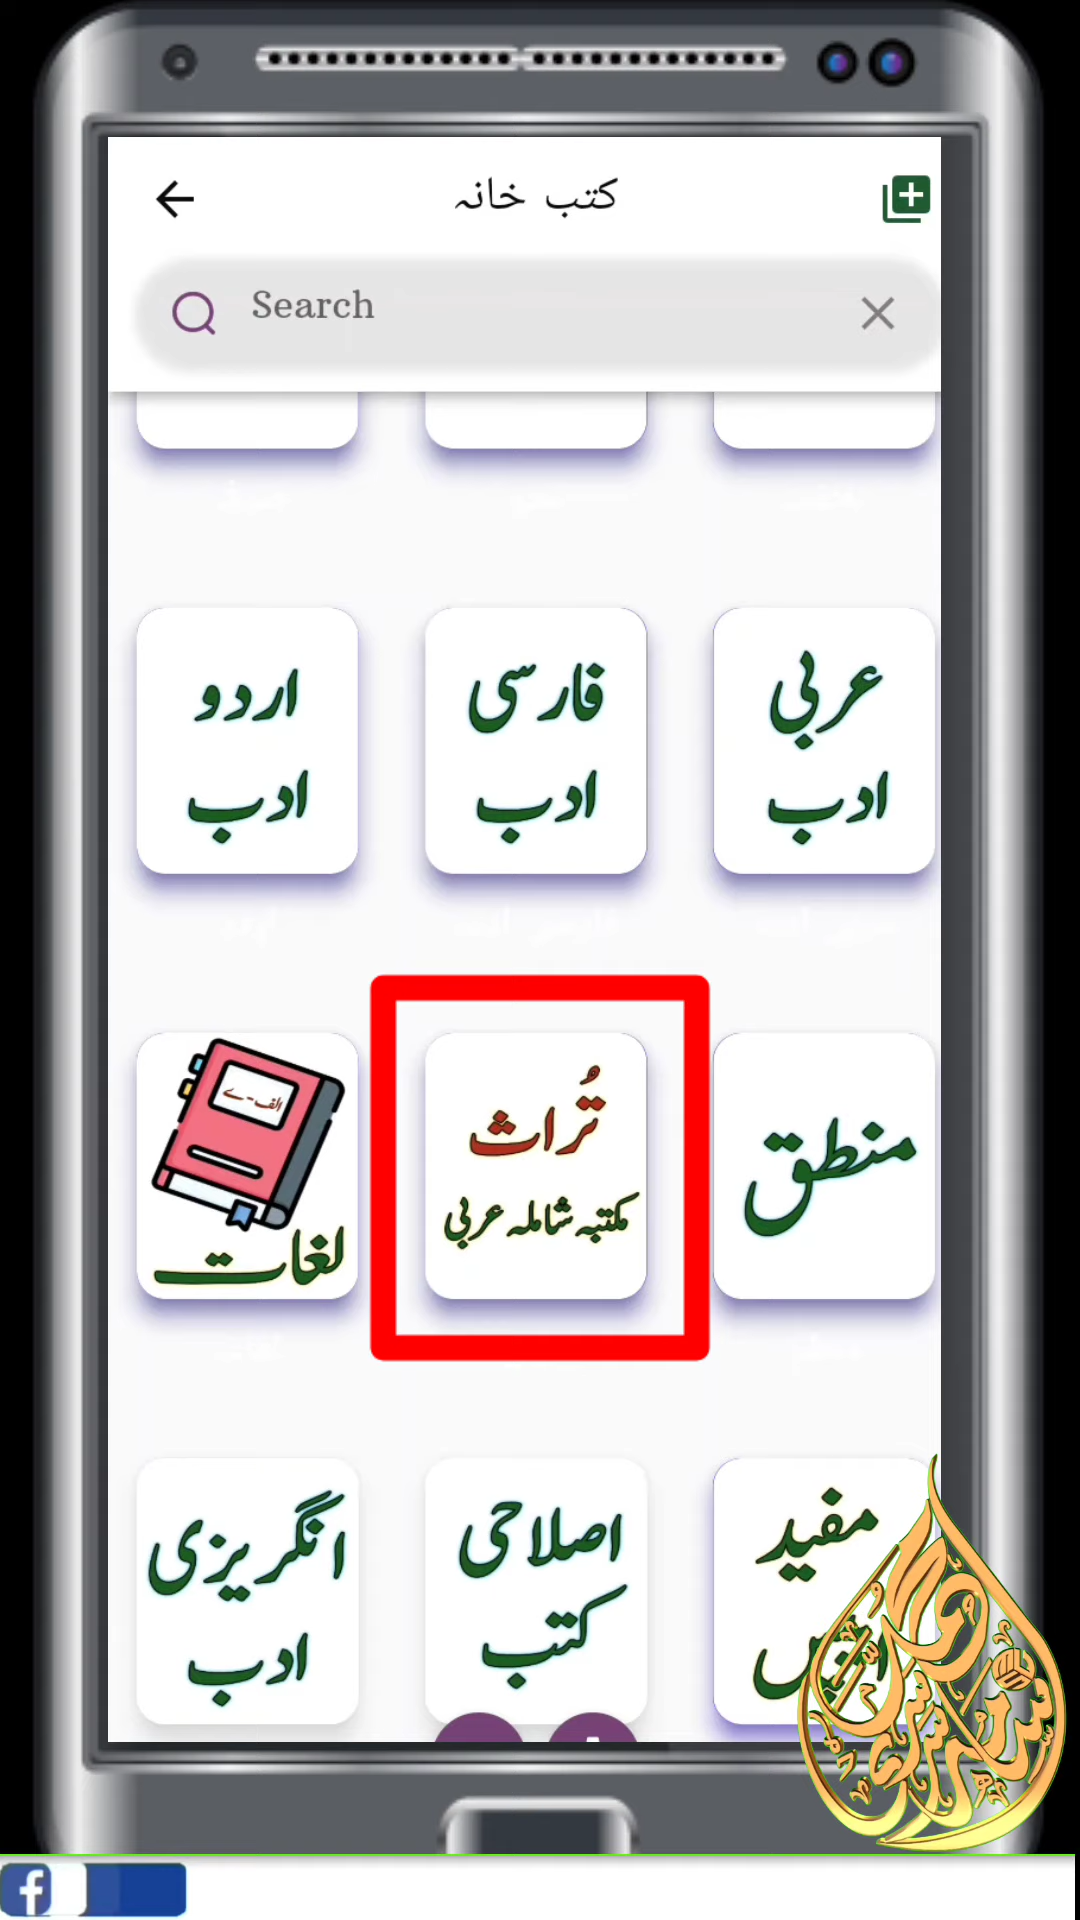 کتب خانہ
Search
اردو
ادب
فارسی
ادب
عربی
ادب
الف-ے
لغات
تُراث
مکتبہ شاملہ عربی
منطق
انگریزی
ادب
اصلاحی
کتب
مفید